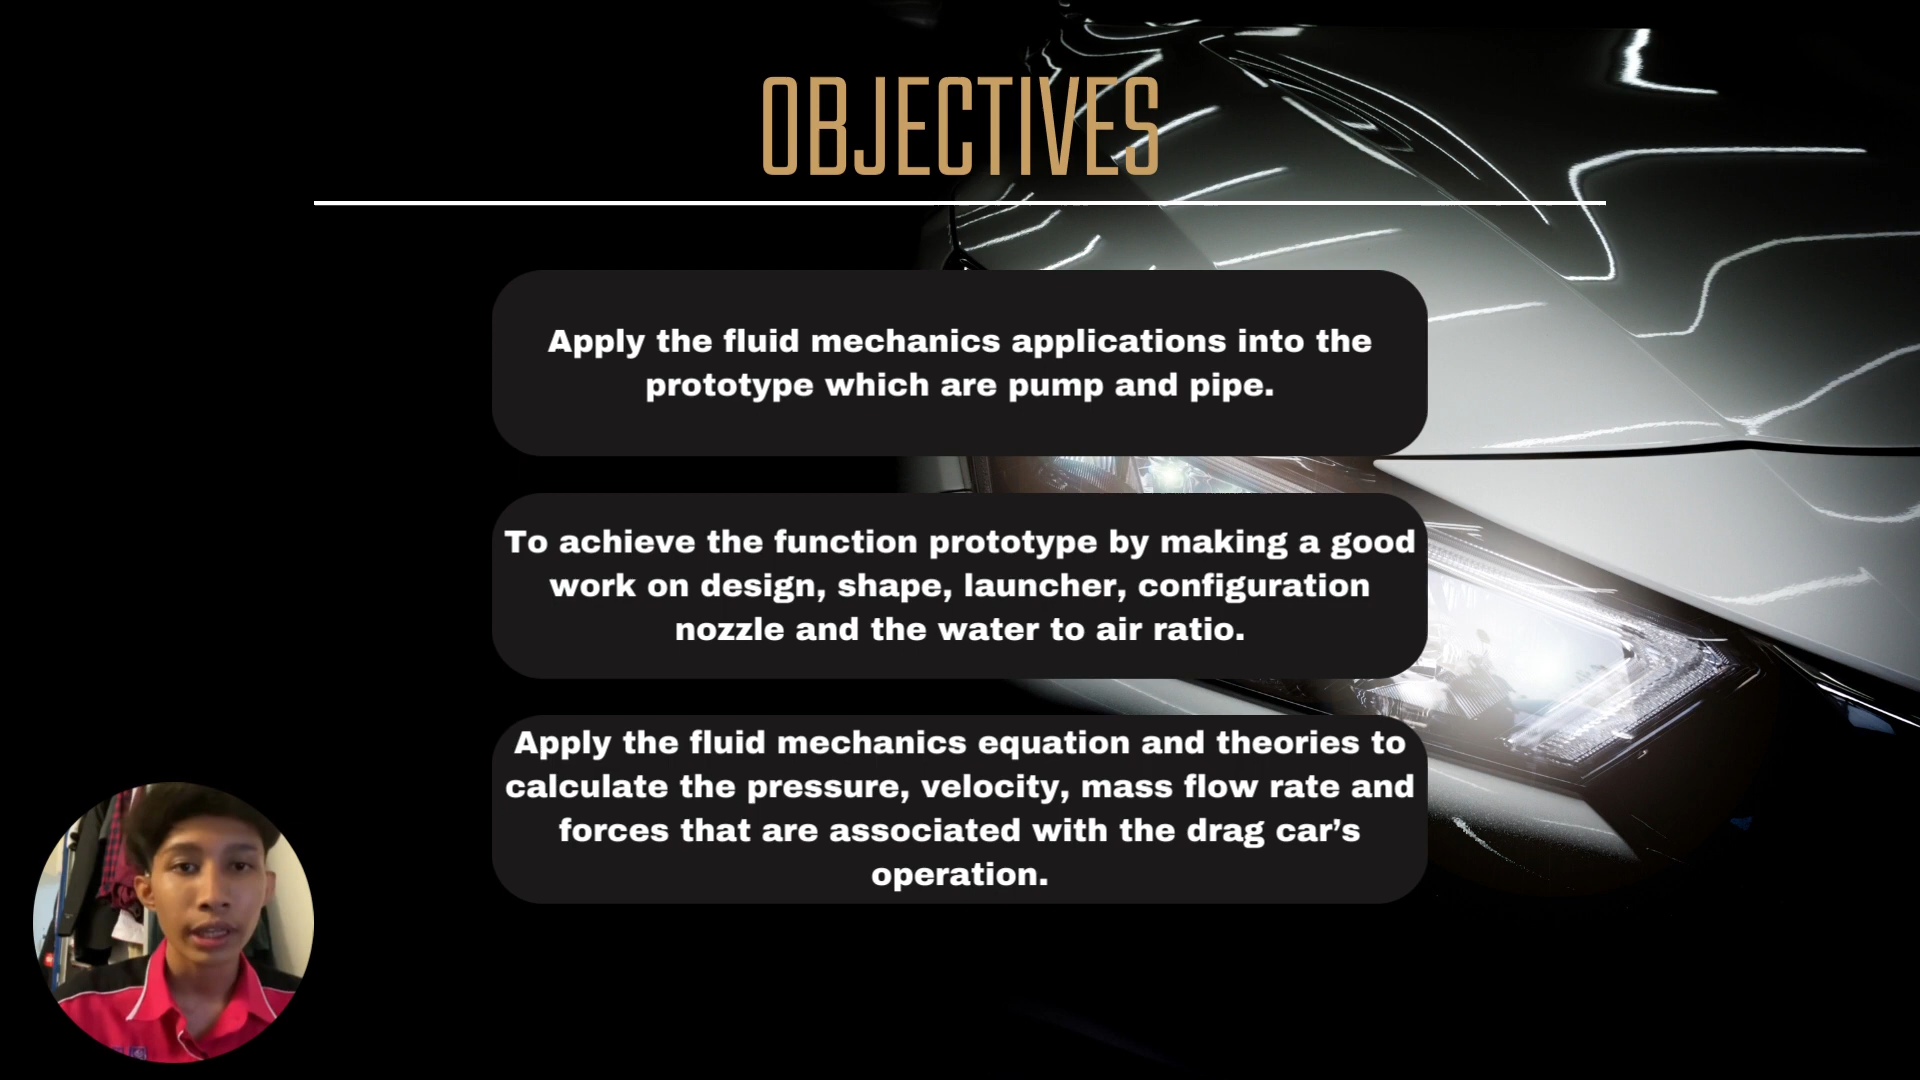 OBJECTIVES
Apply the fluid mechanics applications into the
prototype which are pump and pipe.
To achieve the function prototype by making a good
work on design, shape, launcher, configuration
nozzle and the water to air ratio.
Apply the fluid mechanics equation and theories to
calculate the pressure, velocity, mass flow rate and
forces that are associated with the drag car’s
operation.